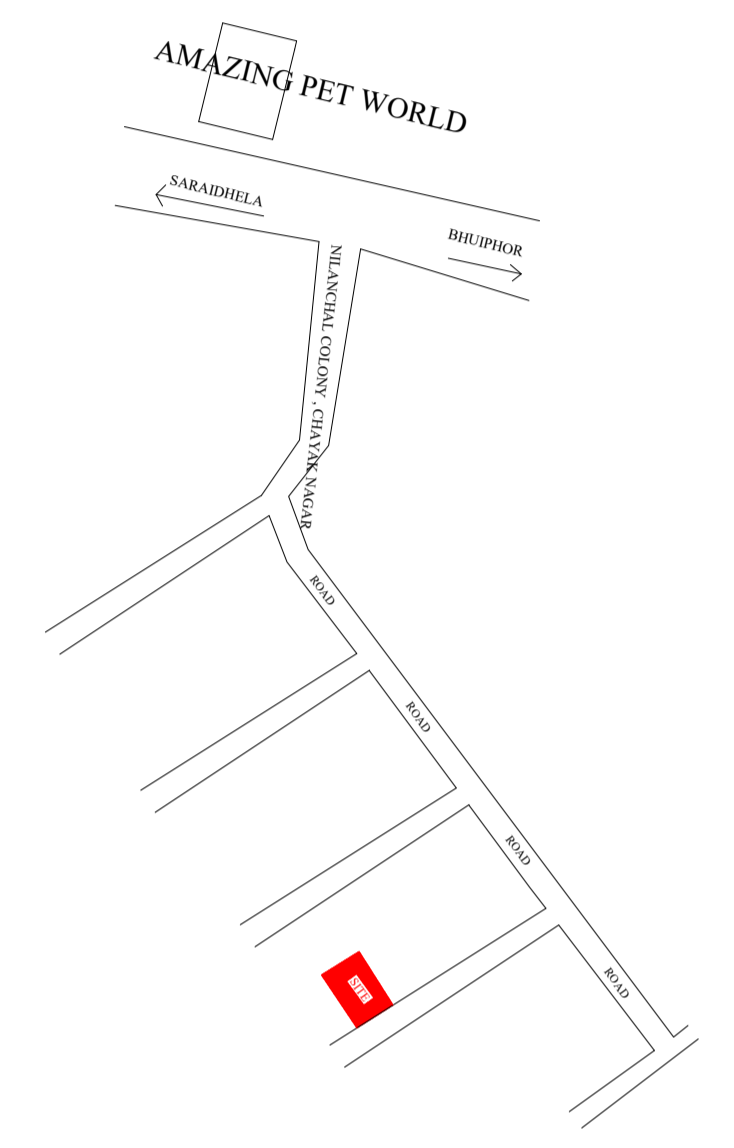 AMAZING PET WORLD
SARAIDHELA
BHUIPHOR
NILANCHAL COLONY , CHAYAK NAGAR
ROAD
ROAD
ROAD
ROAD
SITE